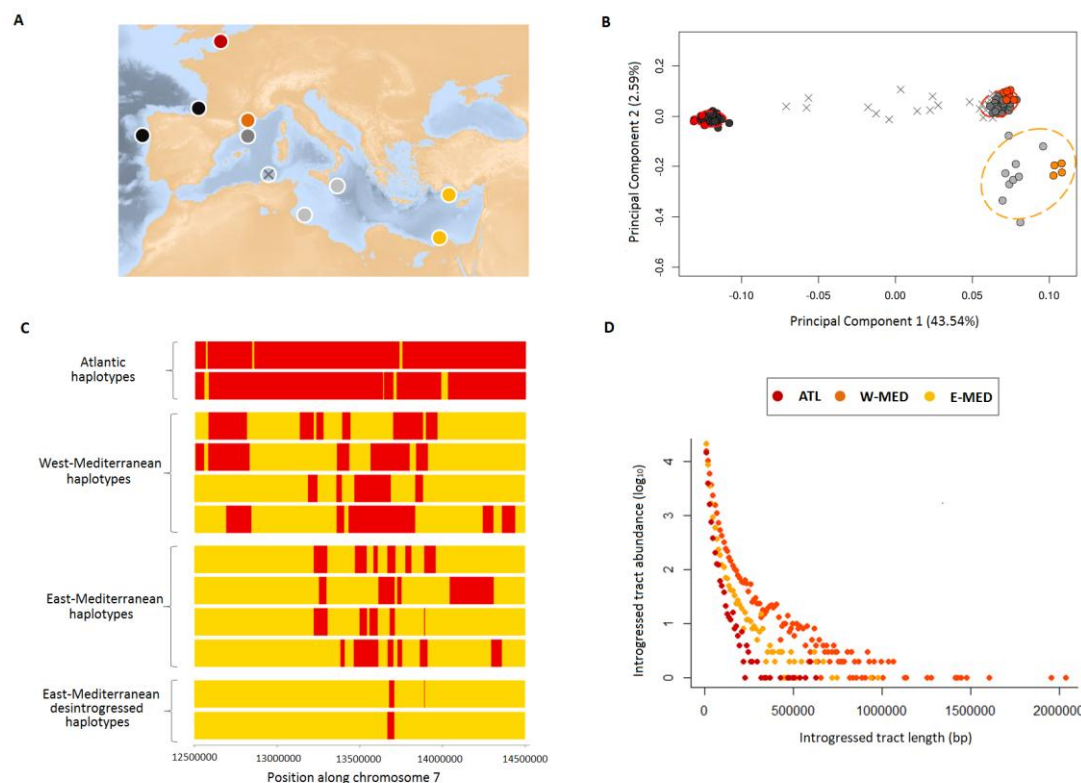 A
B
Principal Component 2 (2.59%)
0.2
0.0
-0.2
-0.4
-0.6
-0.10
-0.05
0.00
0.05
0.10
Principal Component 1 (43.54%)
C
Atlantic
haplotypes
West-Mediterranean
haplotypes
East-Mediterranean
haplotypes
East-Mediterranean
desintrogressed
haplotypes
12500000
13000000
13500000
14000000
14500000
Position along chromosome 7
D
ATL
W-MED
E-MED
Introgressed tract abundance (log10)
4
3
2
1
0
0
500000
1000000
1500000
2000000
Introgressed tract length (bp)